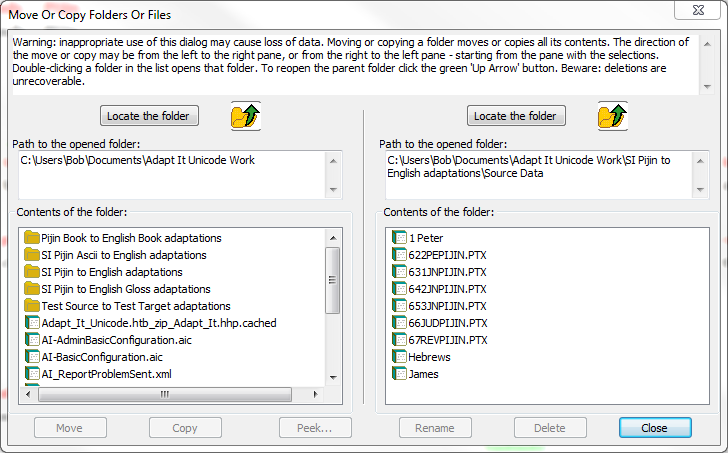 Move Or Copy Folders Or Files
Warning: inappropriate use of this dialog may cause loss of data. Moving or copying a folder moves or copies all its contents. The direction of
the move or copy may be from the left to the right pane, or from the right to the left pane - starting from the pane with the selections.
Double-clicking a folder in the list opens that folder. To reopen the parent folder click the green 'Up Arrow' button. Beware: deletions are
unrecoverable.
Locate the folder
Locate the folder
Path to the opened folder:
C:\Users\Bob\Documents\Adapt It Unicode Work
Path to the opened folder:
C:\Users\Bob\Documents\Adapt It Unicode Work\SI Pijin to
English adaptations\Source Data
Contents of the folder:
Pijin Book to English Book adaptations
SI Pijin Ascii to English adaptations
SI Pijin to English adaptations
SI Pijin to English Gloss adaptations
Test Source to Test Target adaptations
Adapt_It_Unicode.htb_zip_Adapt_It.hhp.cached
AI-AdminBasicConfiguration.aic
AI-BasicConfiguration.aic
AI_ReportProblemSent.xml
Contents of the folder:
1 Peter
622PEPIJIN.PTX
631JNPIJIN.PTX
642JNPIJIN.PTX
653JNPIJIN.PTX
66JUDPIJIN.PTX
67REVPIJIN.PTX
Hebrews
James
Move
Copy
Peek...
Rename
Delete
Close